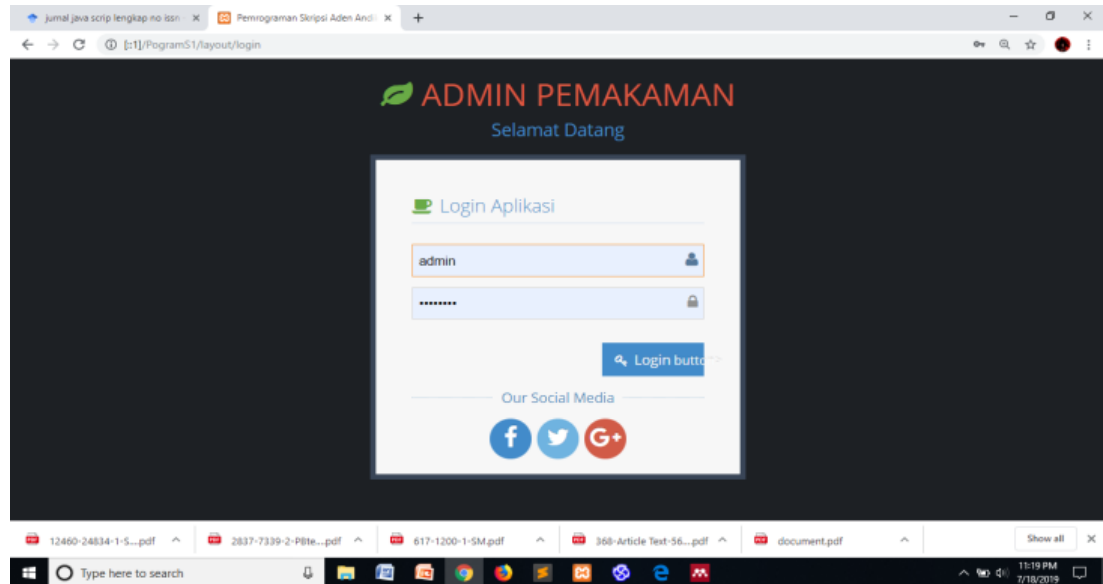 jurnal java scrip lengkap no issn
Pemrograman Skripsi Aden Andi
[::1]/PogramS1/layout/login
ADMIN PEMAKAMAN
Selamat Datang
Login Aplikasi
admin
••••••••
Login button>
Our Social Media
f
G+
12460-24834-1-S....pdf
2837-7339-2-PBte....pdf
617-1200-1-SM.pdf
368-Article Text-56....pdf
document.pdf
Show all
Type here to search
11:19 PM
7/18/2019